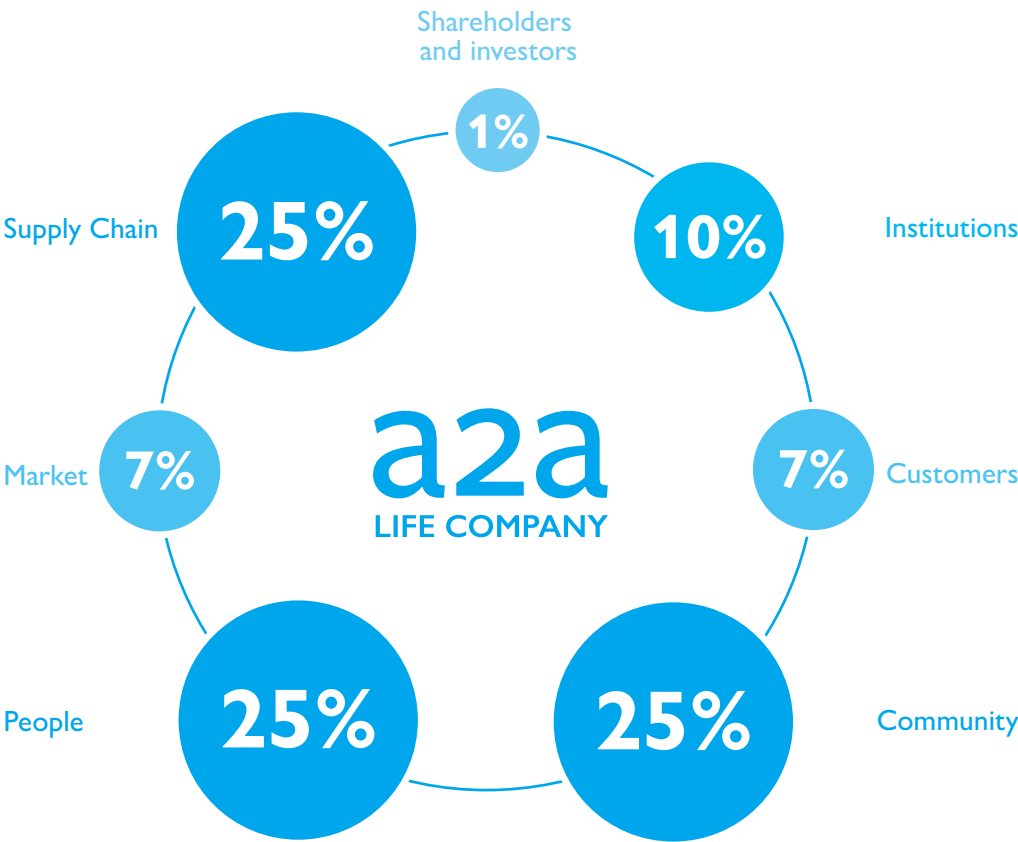 Shareholders
and investors
1%
25%
10%
Supply Chain
Institutions
a2a
LIFE COMPANY
Market
7%
7%
Customers
25%
25%
People
Community